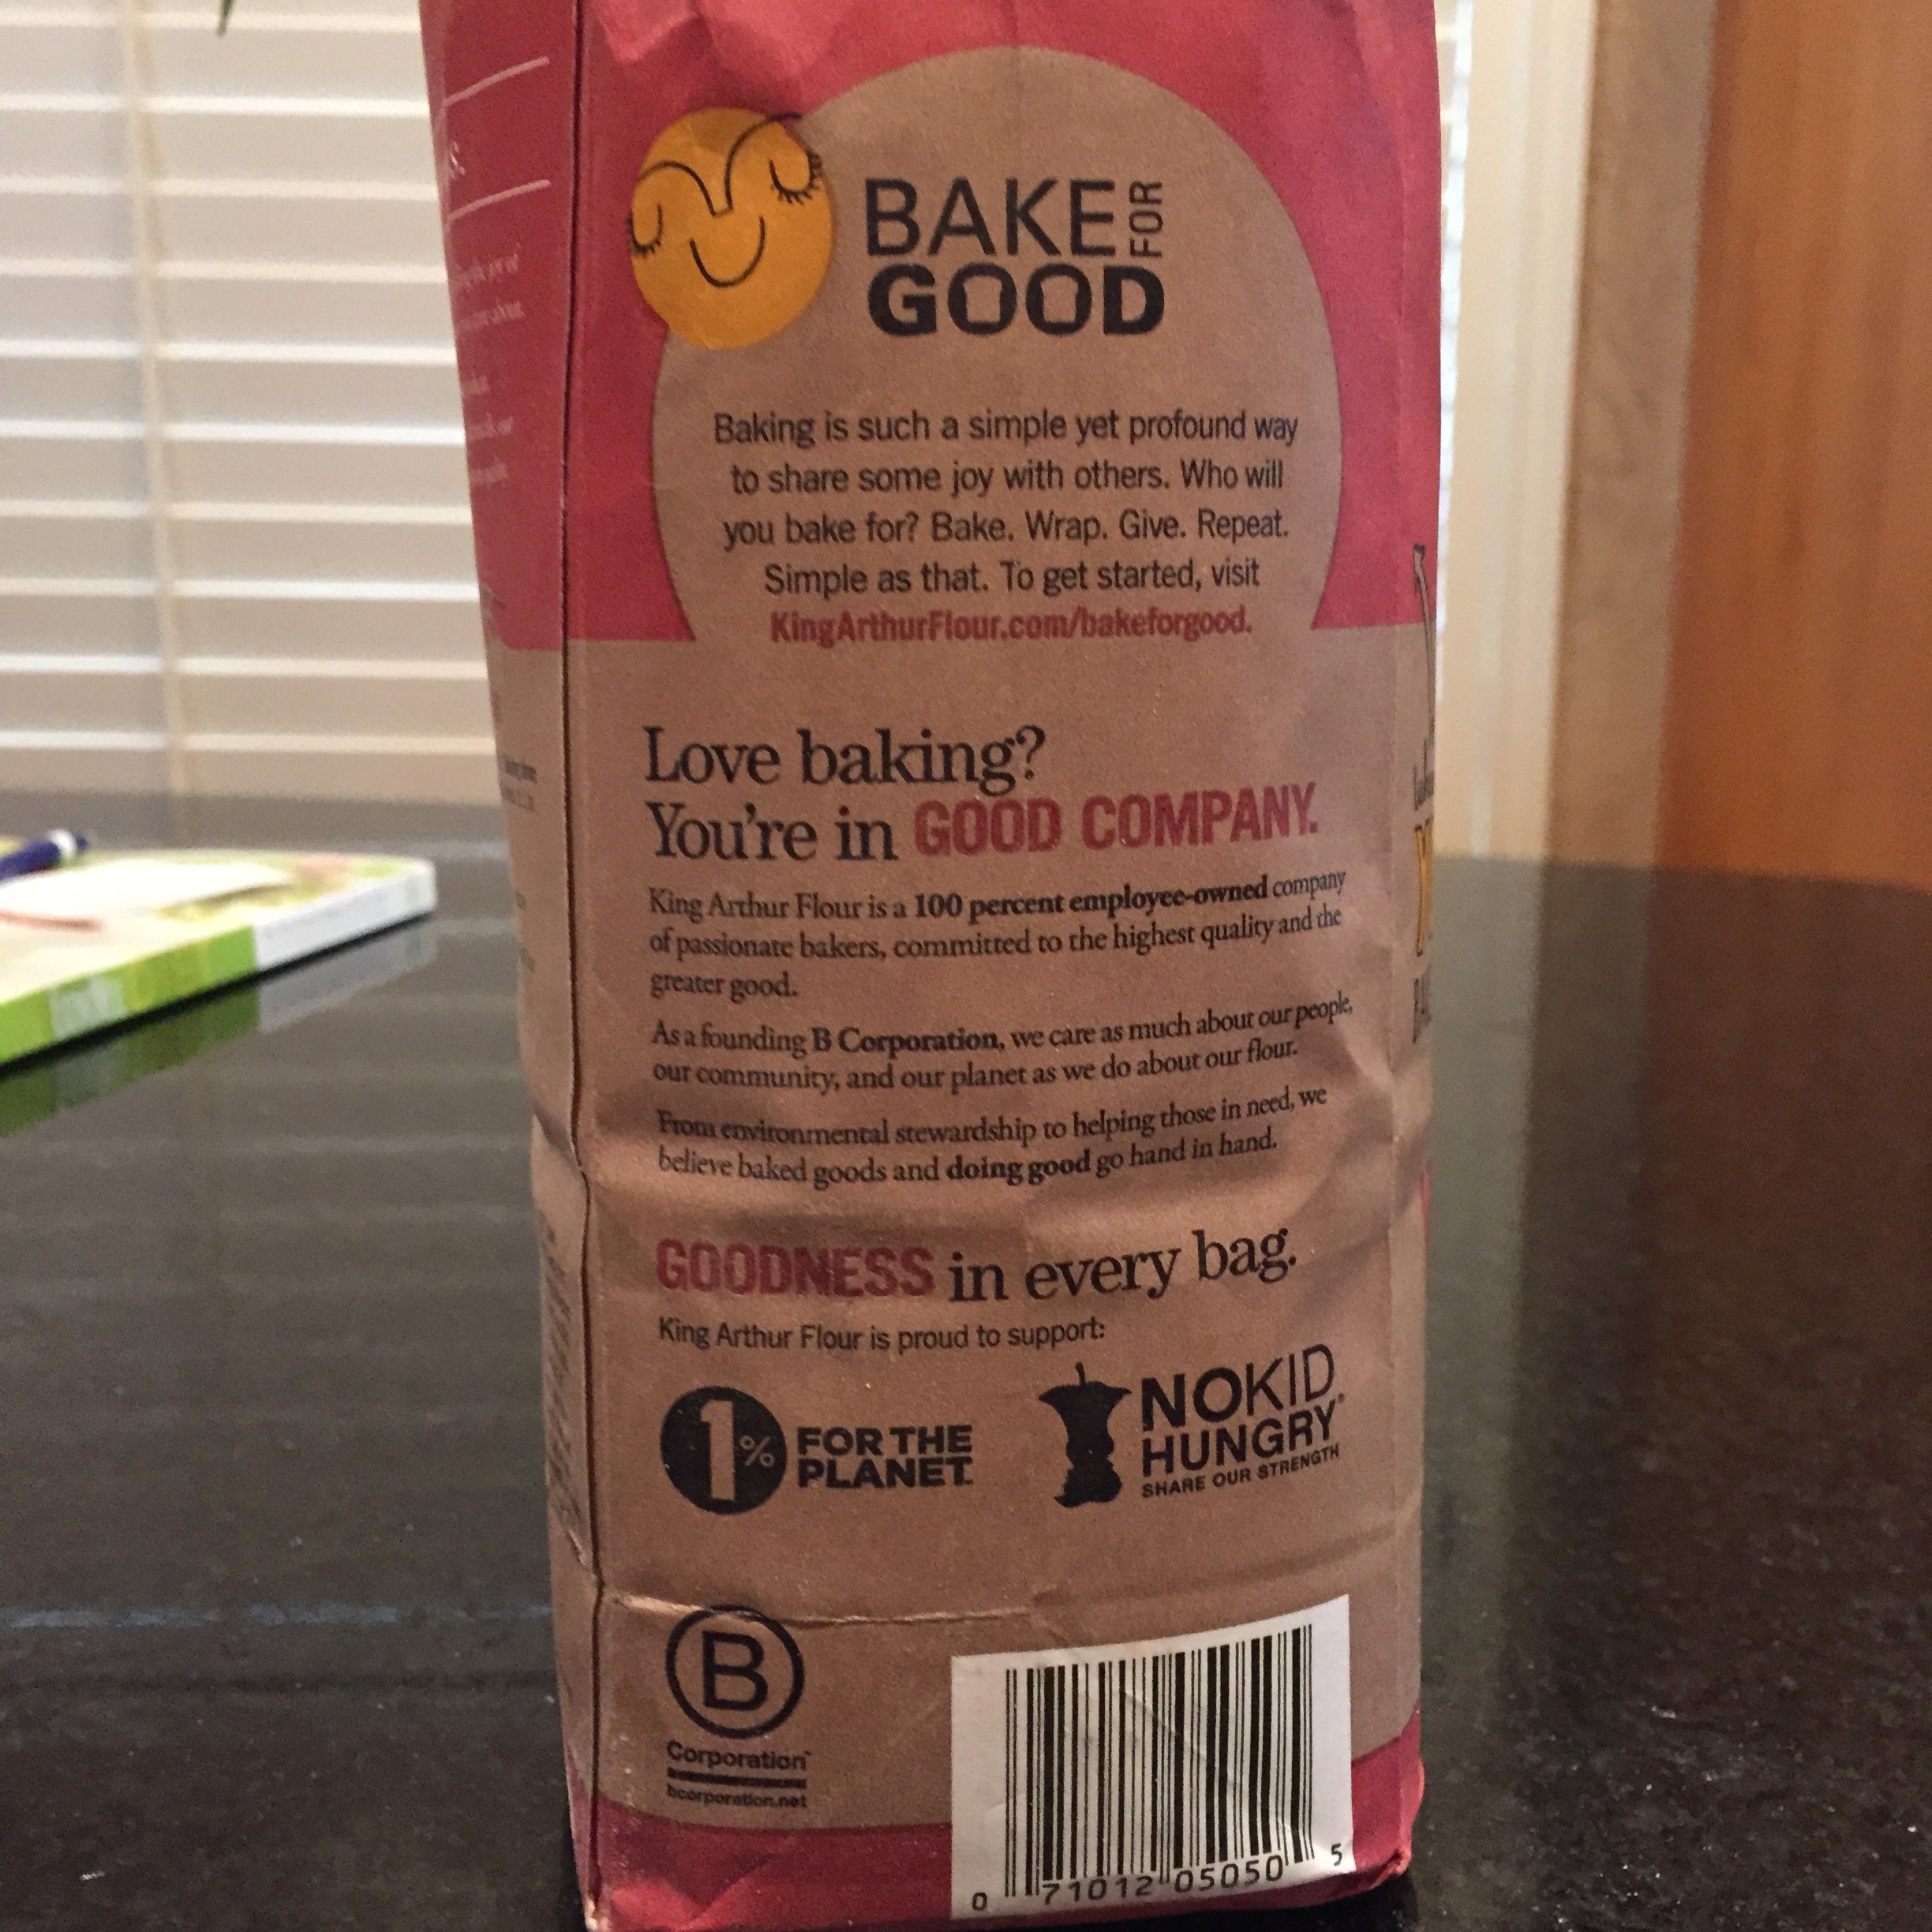 BAKE FOR
GOOD
Baking is such a simple yet profound way
to share some joy with others. Who will
you bake for? Bake. Wrap. Give. Repeat.
Simple as that. To get started, visit
KingArthurFlour.com/bakeforgood.
Love baking?
You're in GOOD COMPANY.
King Arthur Flour is a 100 percent employee-owned company
of passionate bakers, committed to the highest quality and the
greater good.
As a founding B Corporation, we care as much about our people,
our community, and our planet as we do about our flour.
From environmental stewardship to helping those in need, we
believe baked goods and doing good go hand in hand.
GOODNESS in every bag.
King Arthur Flour is proud to support:
1% FOR THE
PLANET
NO KID
HUNGRY
SHARE OUR STRENGTH
B
Corporation
bcorporation.net
0 71012 05050 5